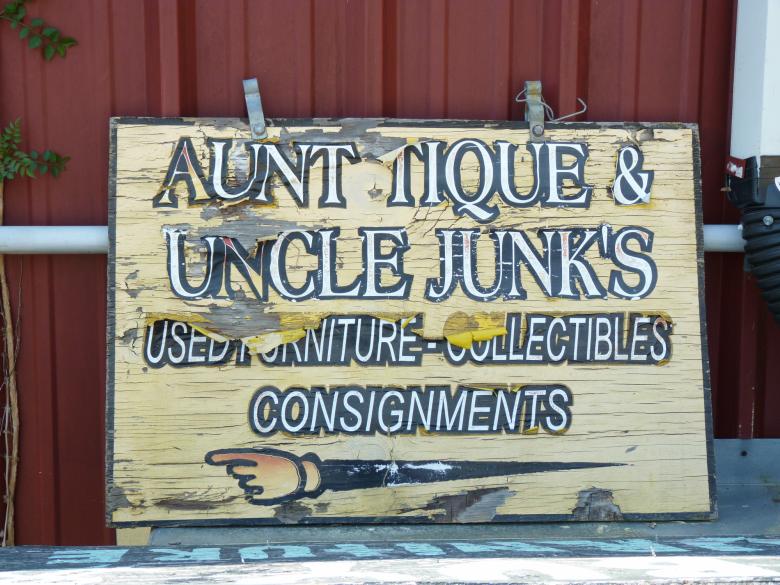 AUNT TIQUE &
UNCLE JUNK'S
USED FURNITURE - COLLECTIBLES
CONSIGNMENTS